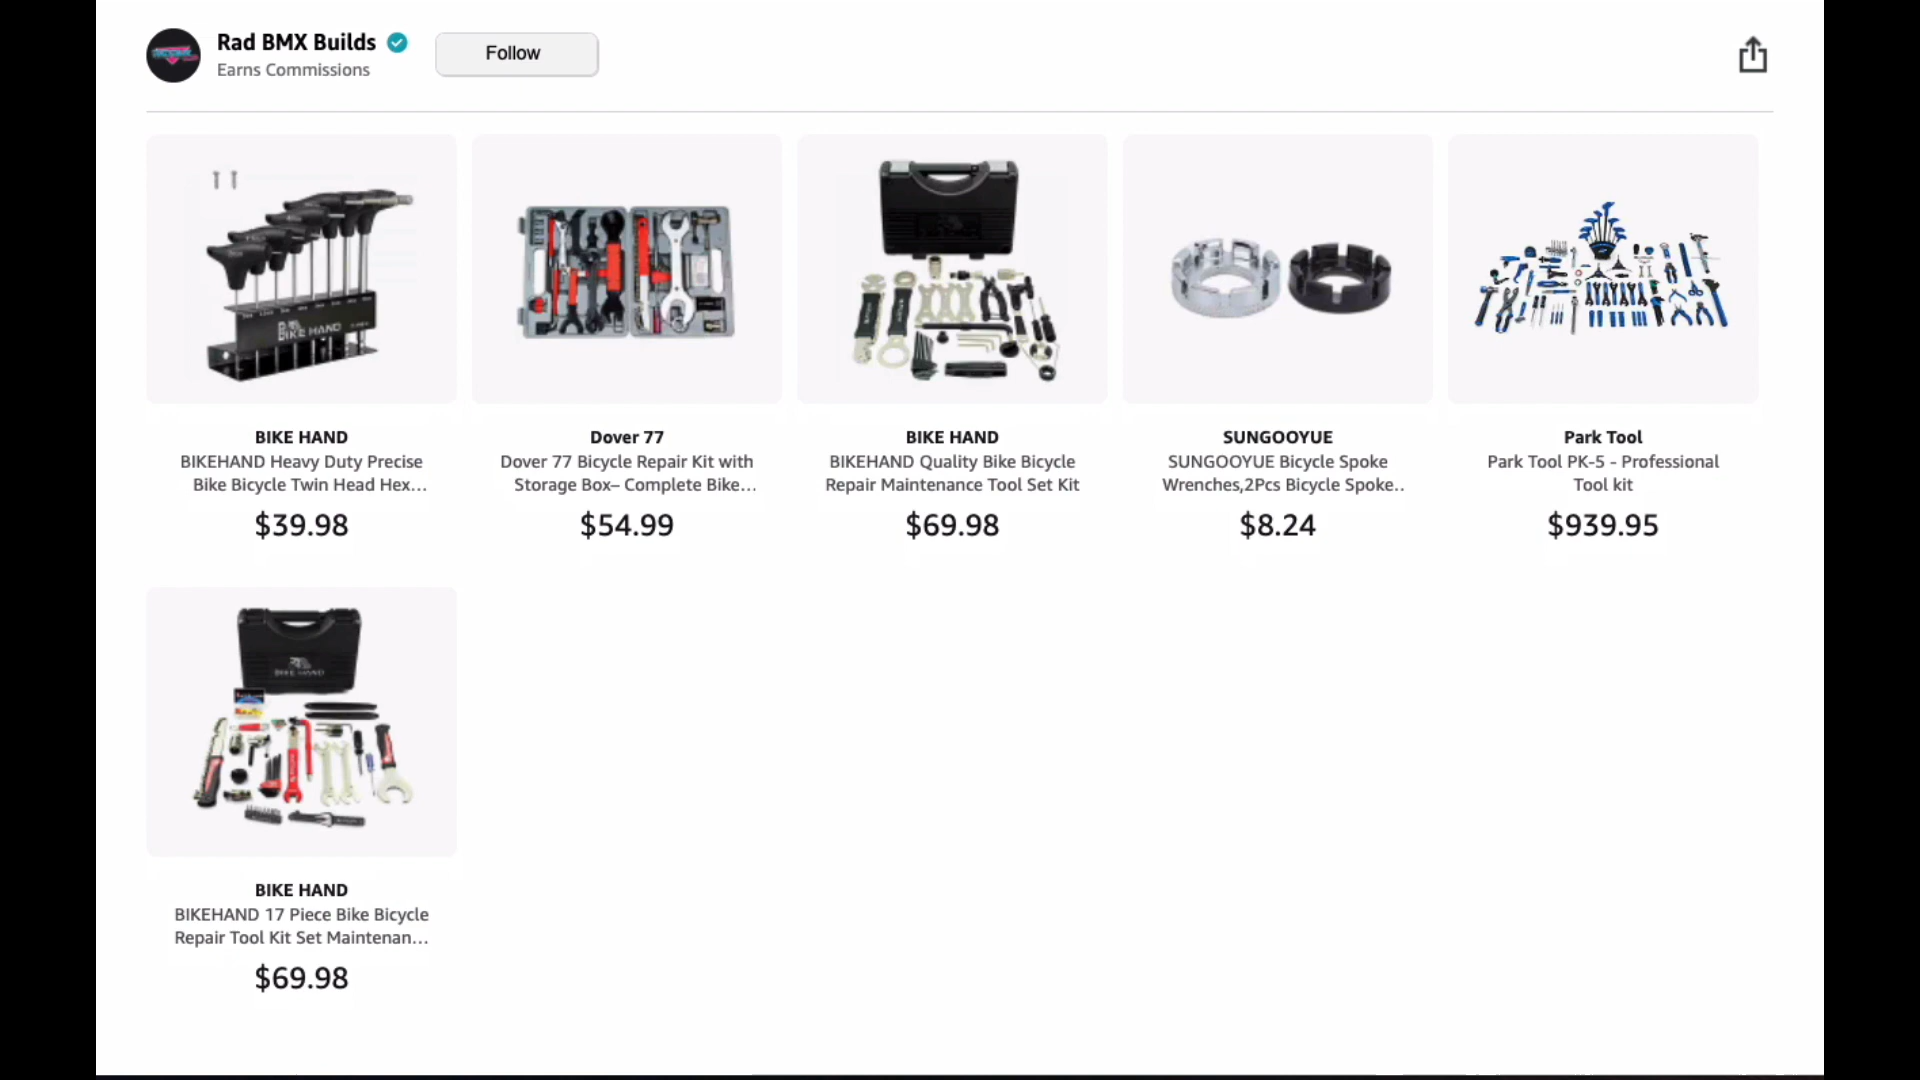 Rad BMX Builds
Earns Commissions
Follow
BIKE HAND
BIKE HAND
BIKEHAND Heavy Duty Precise
Bike Bicycle Twin Head Hex...
$39.98
Dover 77
Dover 77 Bicycle Repair Kit with
Storage Box– Complete Bike...
$54.99
BIKE HAND
BIKEHAND Quality Bike Bicycle
Repair Maintenance Tool Set Kit
$69.98
SUNGOOYUE
SUNGOOYUE Bicycle Spoke
Wrenches,2Pcs Bicycle Spoke..
$8.24
Park Tool
Park Tool PK-5 - Professional
Tool kit
$939.95
BIKE HAND
BIKE HAND
BIKEHAND 17 Piece Bike Bicycle
Repair Tool Kit Set Maintenan...
$69.98